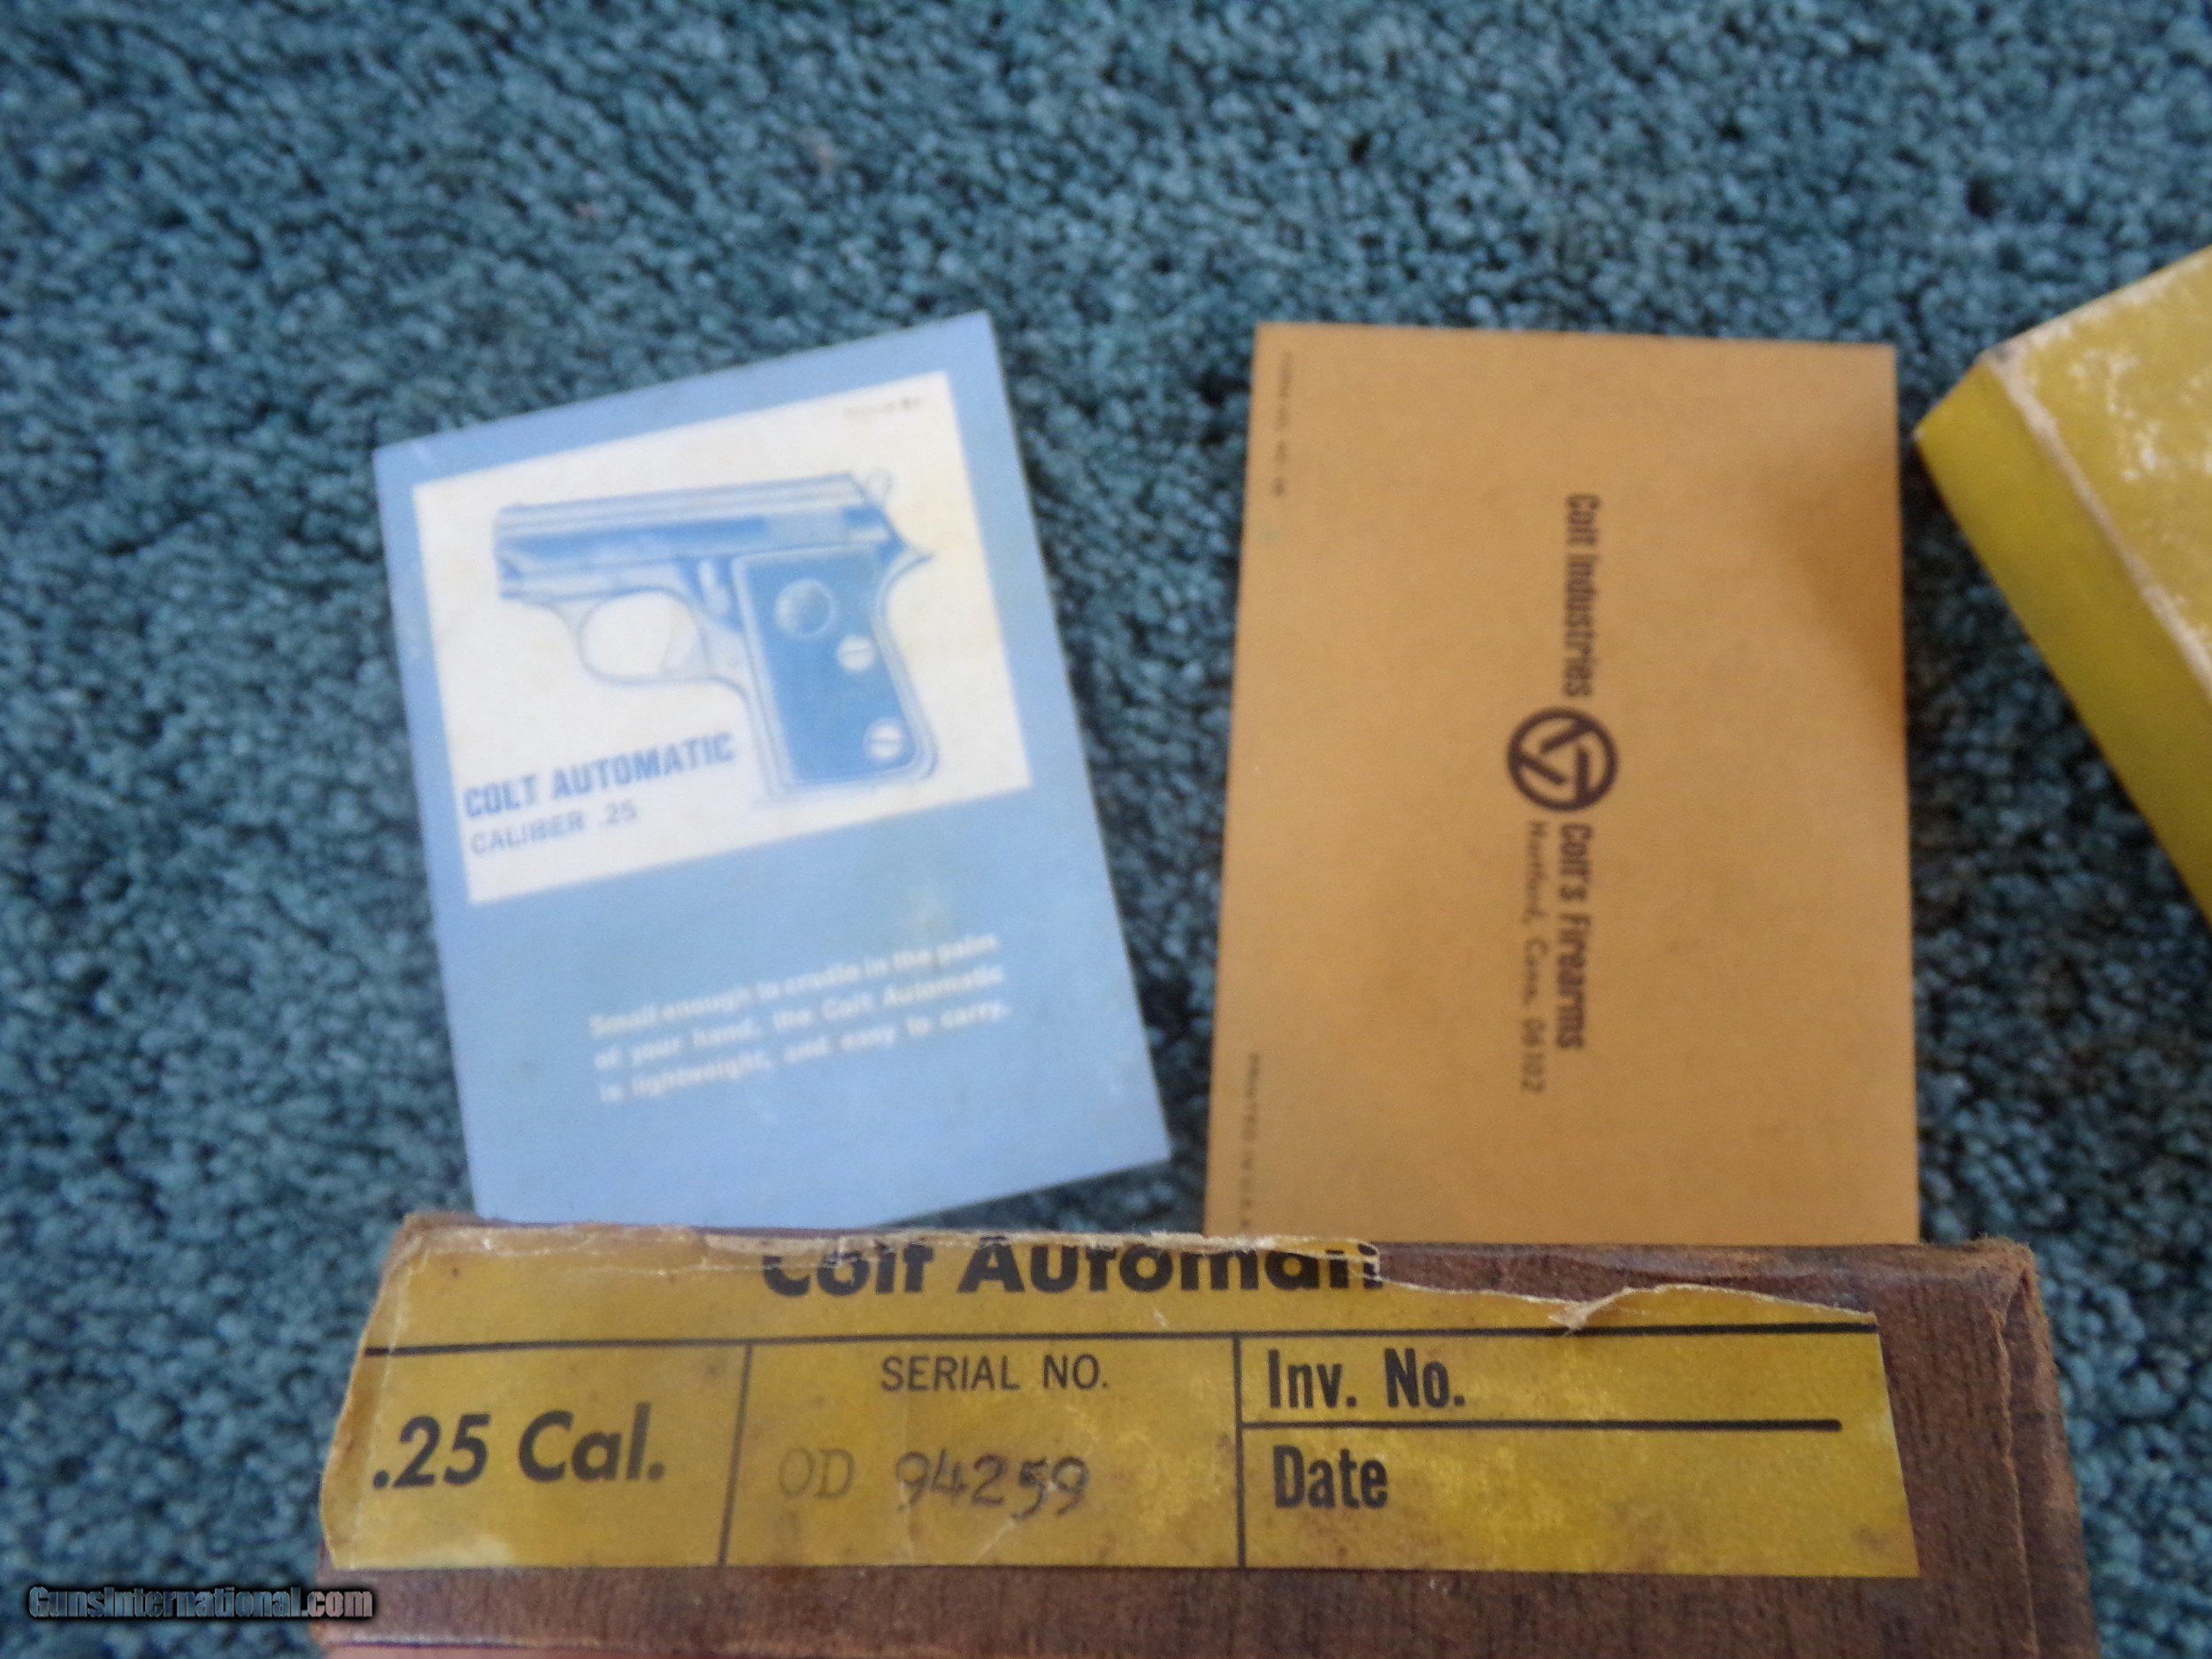 COLT AUTOMATIC
CALIBER .25
Small enough to cradle in the palm
of your hand, the Colt Automatic
is lightweight, and easy to carry.
Colt Industries Colt's Firearms
Hartford, Conn. 06102
PRINTED IN U.S.A.
Colt Automati
.25 Cal.
SERIAL NO.
OD 94259
Inv. No.
Date
GunsInternational.com